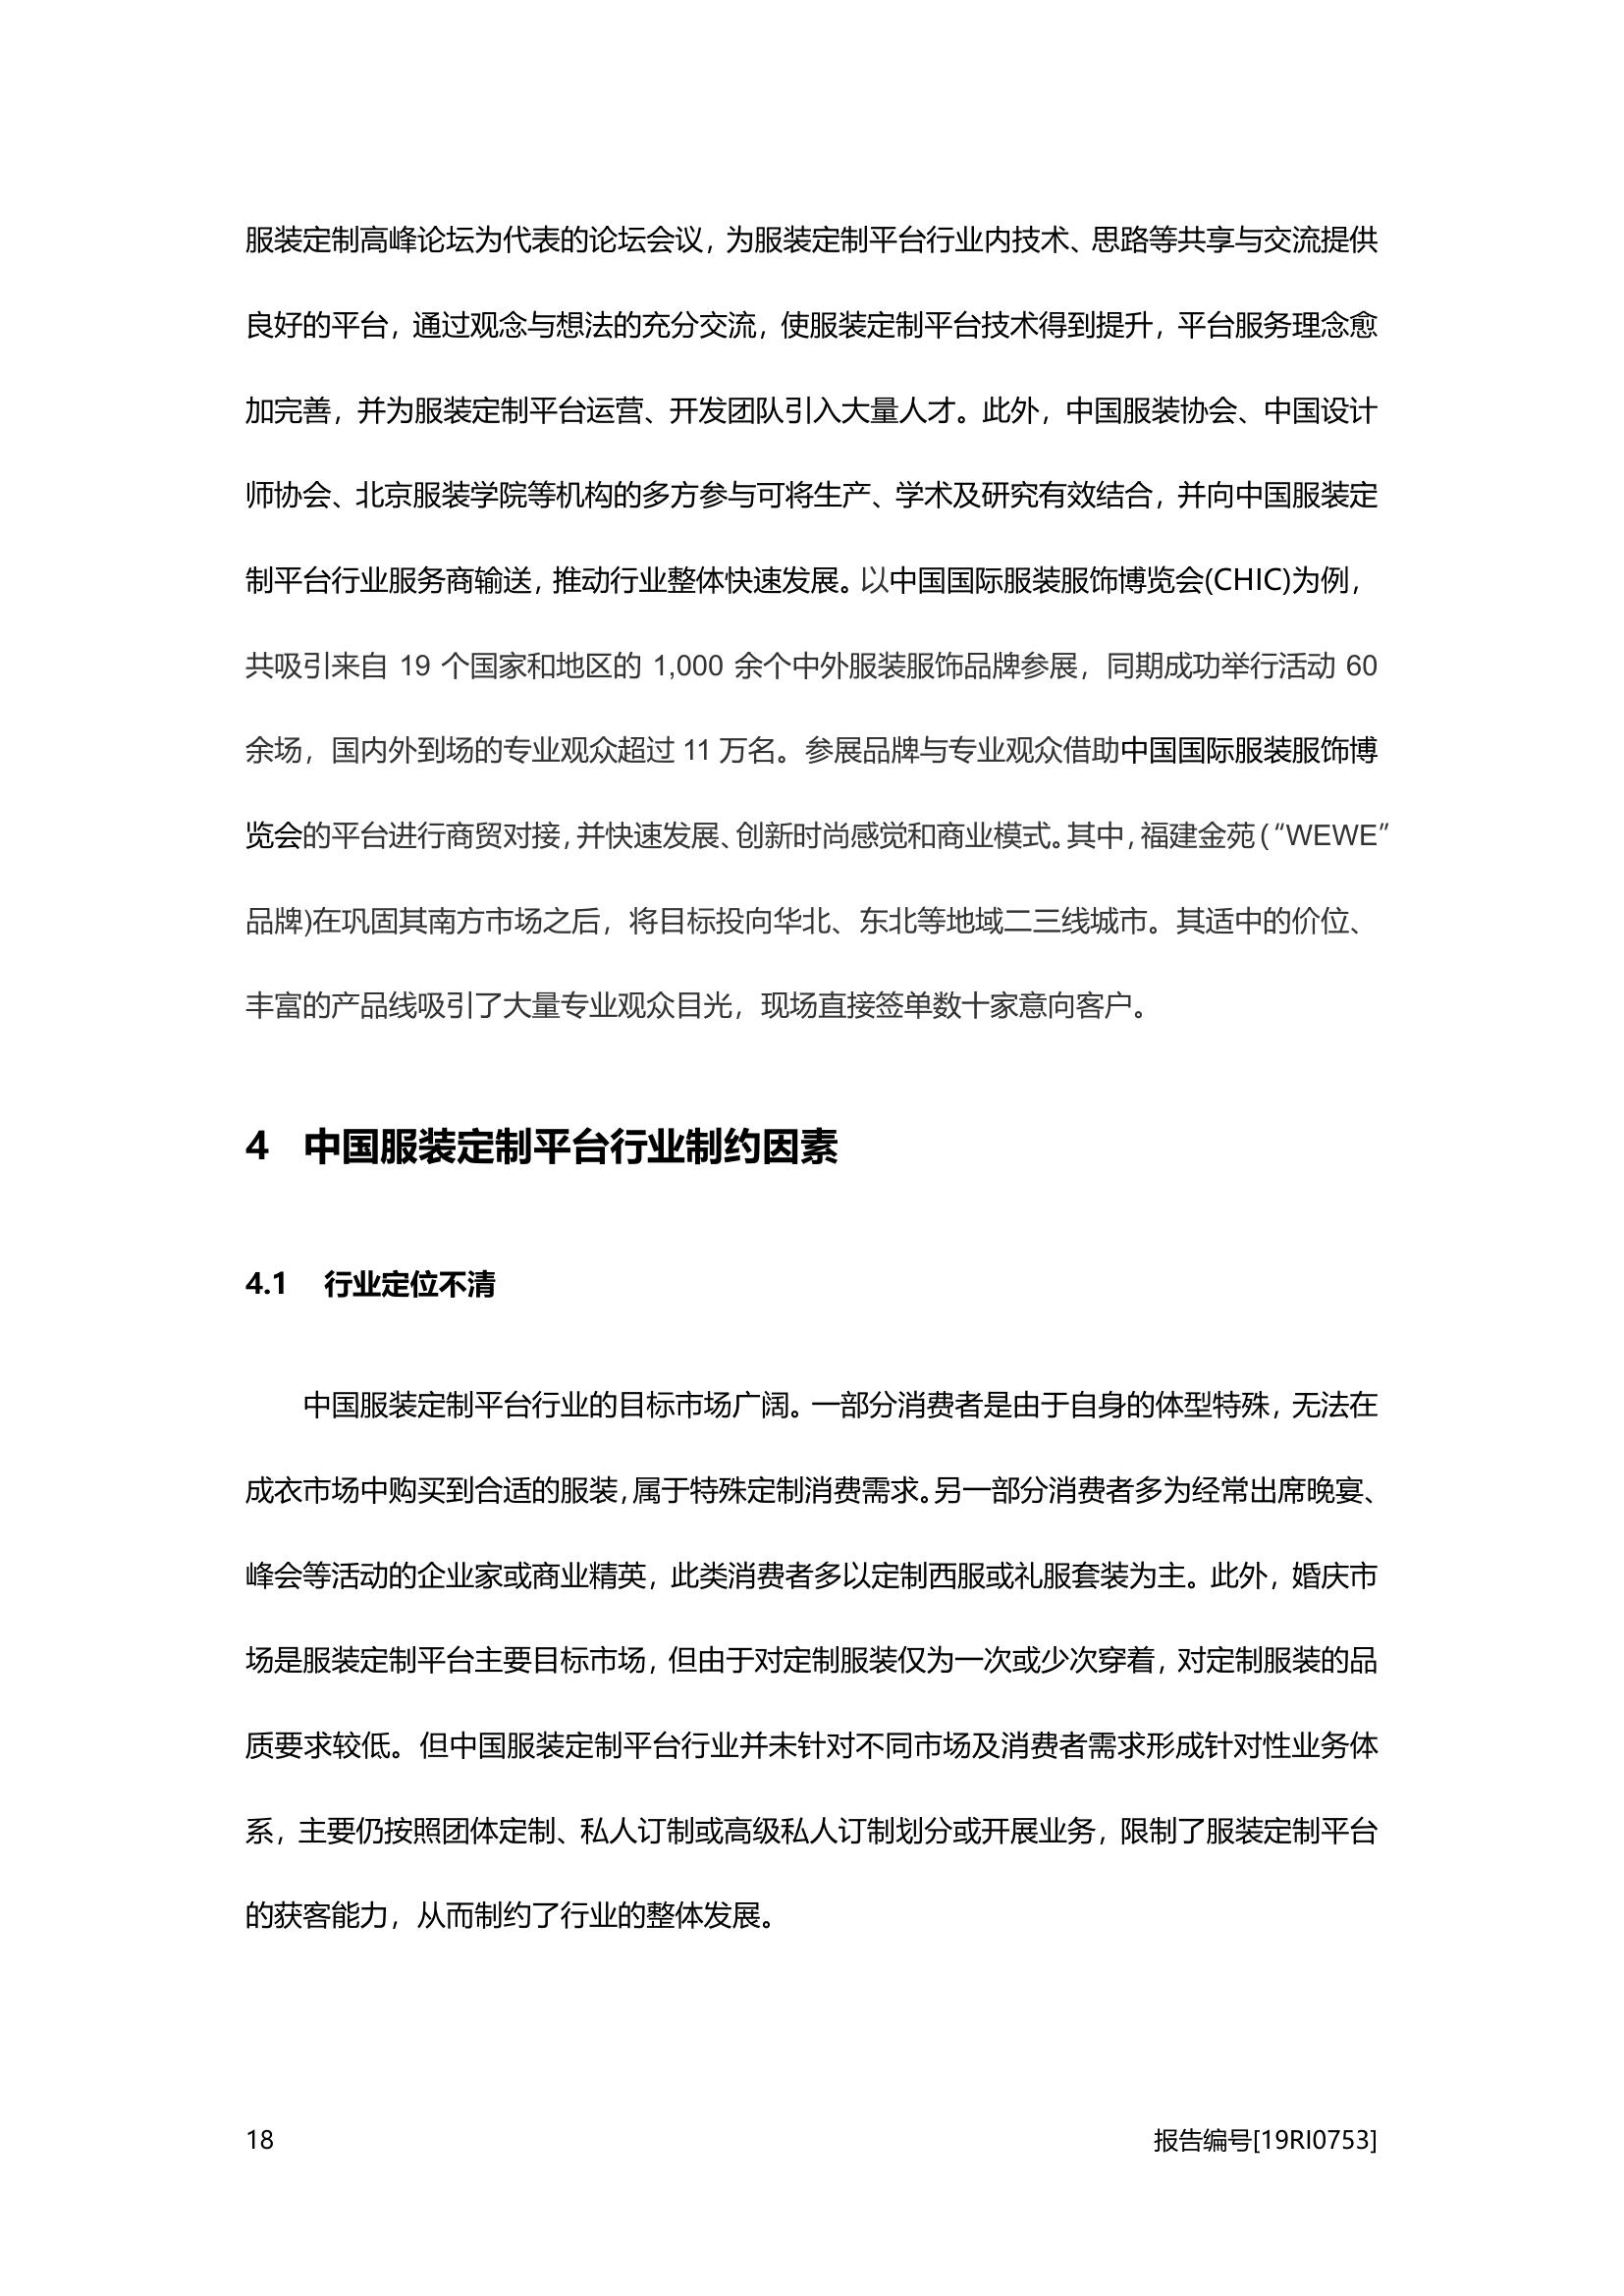 服装定制高峰论坛为代表的论坛会议，为服装定制平台行业内技术、思路等共享与交流提供
良好的平台，通过观念与想法的充分交流，使服装定制平台技术得到提升，平台服务理念愈
加完善，并为服装定制平台运营、开发团队引入大量人才。此外，中国服装协会、中国设计
师协会、北京服装学院等机构的多方参与可将生产、学术及研究有效结合，并向中国服装定
制平台行业服务商输送，推动行业整体快速发展。以中国国际服装服饰博览会(CHIC)为例，
共吸引来自 19 个国家和地区的 1,000 余个中外服装服饰品牌参展，同期成功举行活动 60
余场，国内外到场的专业观众超过 11 万名。参展品牌与专业观众借助中国国际服装服饰博
览会的平台进行商贸对接，并快速发展、创新时尚感觉和商业模式。其中，福建金苑（“WEWE”
品牌)在巩固其南方市场之后，将目标投向华北、东北等地域二三线城市。其适中的价位、
丰富的产品线吸引了大量专业观众目光，现场直接签单数十家意向客户。
4 中国服装定制平台行业制约因素
4.1 行业定位不清
中国服装定制平台行业的目标市场广阔。一部分消费者是由于自身的体型特殊，无法在
成衣市场中购买到合适的服装，属于特殊定制消费需求。另一部分消费者多为经常出席晚宴、
峰会等活动的企业家或商业精英，此类消费者多以定制西服或礼服套装为主。此外，婚庆市
场是服装定制平台主要目标市场，但由于对定制服装仅为一次或少次穿着，对定制服装的品
质要求较低。但中国服装定制平台行业并未针对不同市场及消费者需求形成针对性业务体
系，主要仍按照团体定制、私人订制或高级私人订制划分或开展业务，限制了服装定制平台
的获客能力，从而制约了行业的整体发展。
18 报告编号[19RI0753]